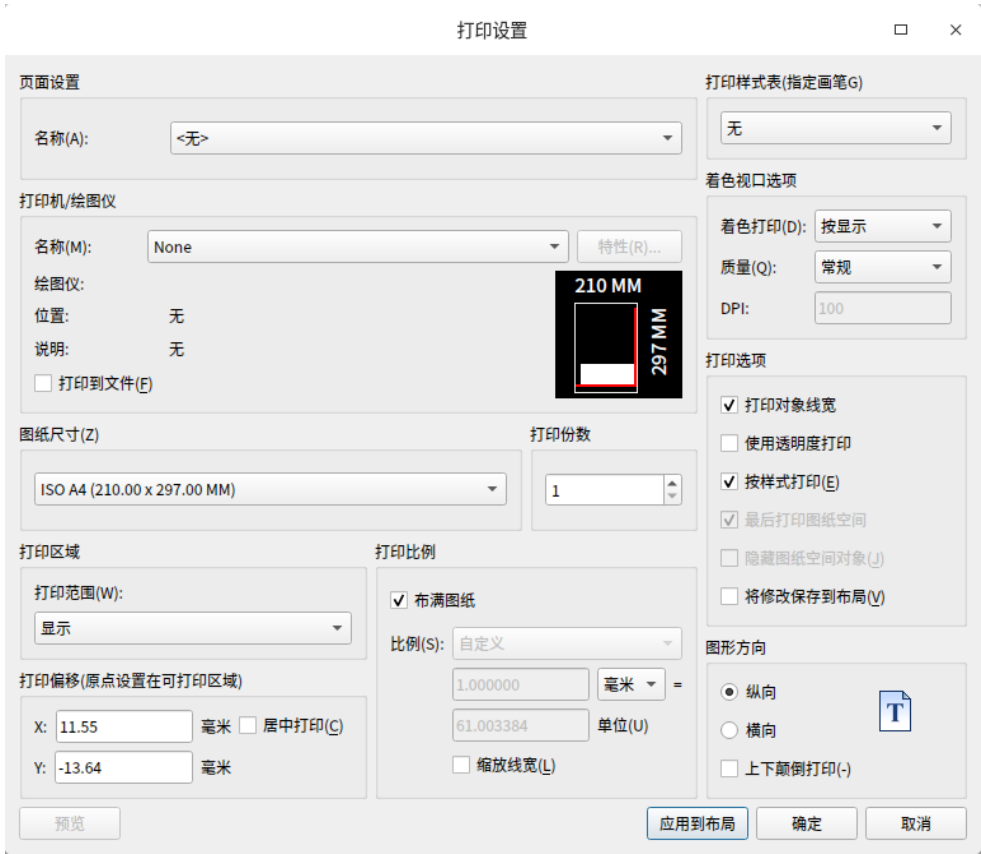 打印设置
页面设置
名称(A):
<无>
打印机/绘图仪
名称(M):
None
特性(R)...
绘图仪:
位置:
无
说明:
无
打印到文件(F)
210 MM
297 MM
图纸尺寸(Z)
ISO A4 (210.00 x 297.00 MM)
打印份数
1
打印区域
打印范围(W):
显示
打印偏移(原点设置在可打印区域)
X: 11.55 毫米
居中打印(C)
Y: -13.64 毫米
打印比例
布满图纸
比例(S): 自定义
1.000000 毫米 =
61.003384 单位(U)
缩放线宽(L)
打印样式表(指定画笔G)
无
着色视口选项
着色打印(D): 按显示
质量(Q): 常规
DPI: 100
打印选项
打印对象线宽
使用透明度打印
按样式打印(E)
最后打印图纸空间
隐藏图纸空间对象(J)
将修改保存到布局(V)
图形方向
纵向
横向
T
上下颠倒打印(-)
预览
应用到布局
确定
取消